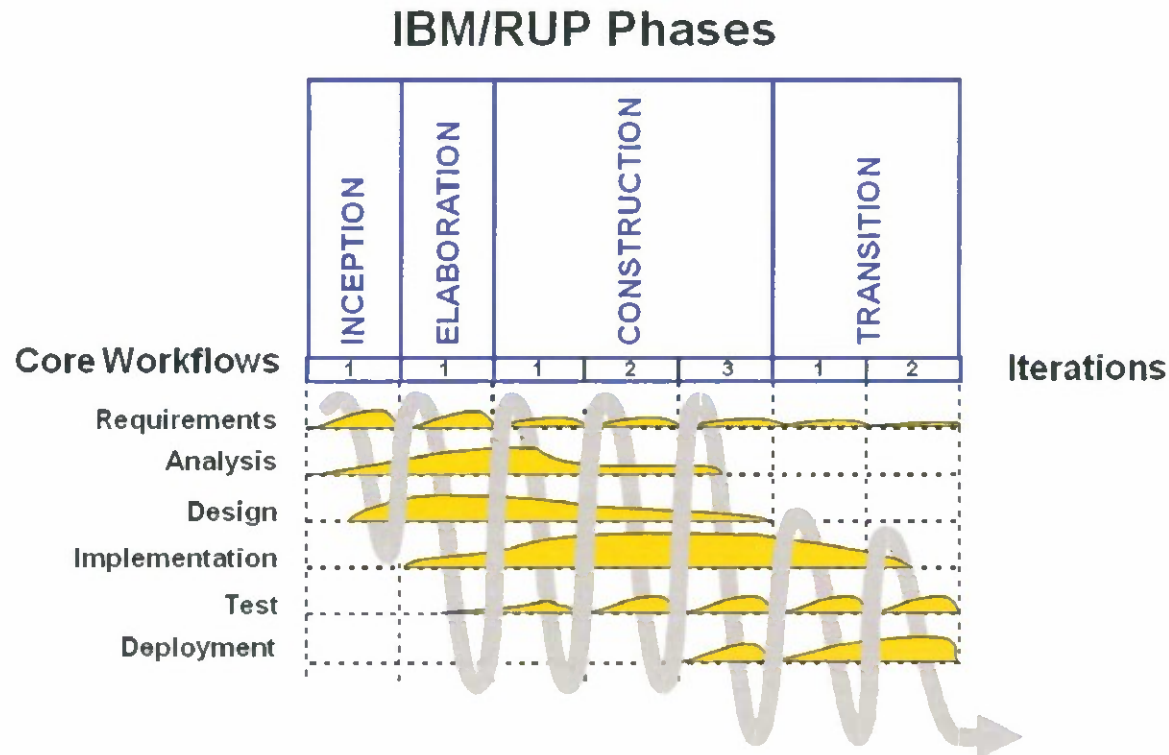 IBM/RUP Phases
INCEPTION
ELABORATION
CONSTRUCTION
TRANSITION
Core Workflows
1
1
1
2
3
1
2
Iterations
Requirements
Analysis
Design
Implementation
Test
Deployment